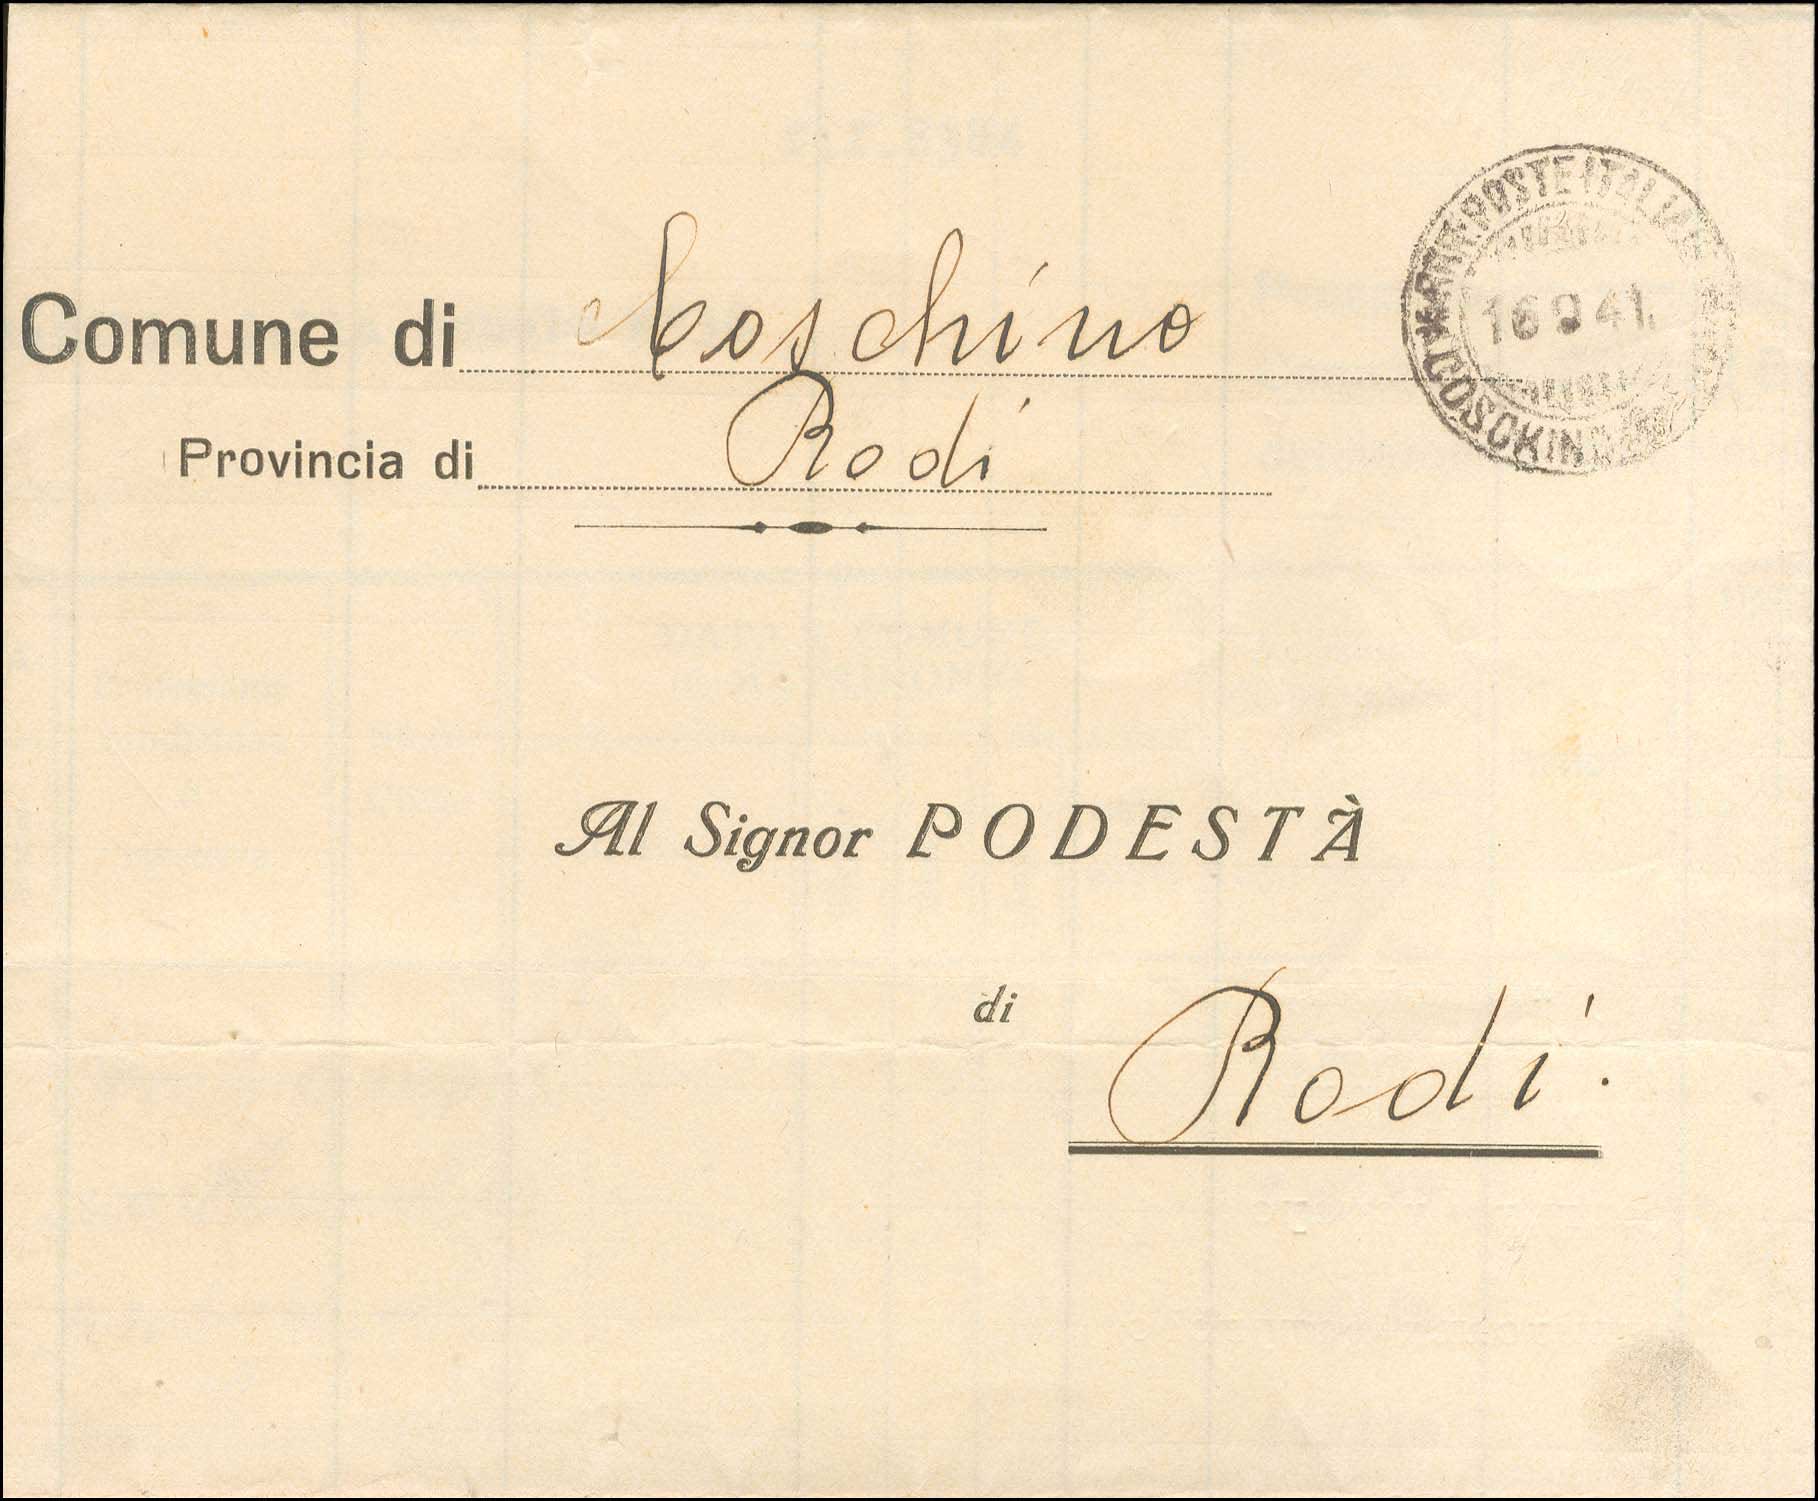 Comune di Coschino
POSTE ITALIANE
16 9 41
COSCHINO
Provincia di Rodi
Al Signor PODESTÀ
di Rodi.